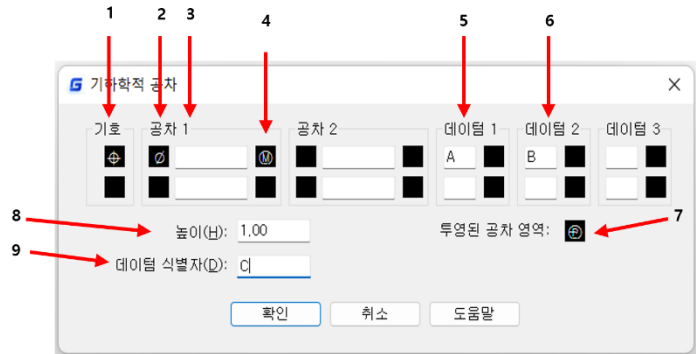 1 2 3 4 5 6
G 기하학적 공차
기호 공차 1 공차 2 데이텀 1 데이텀 2 데이텀 3
⌖ Ø Ⓜ A B
8 높이(H): 1,00 투영된 공차 영역: Ⓟ 7
9 데이텀 식별자(D): C
확인 취소 도움말